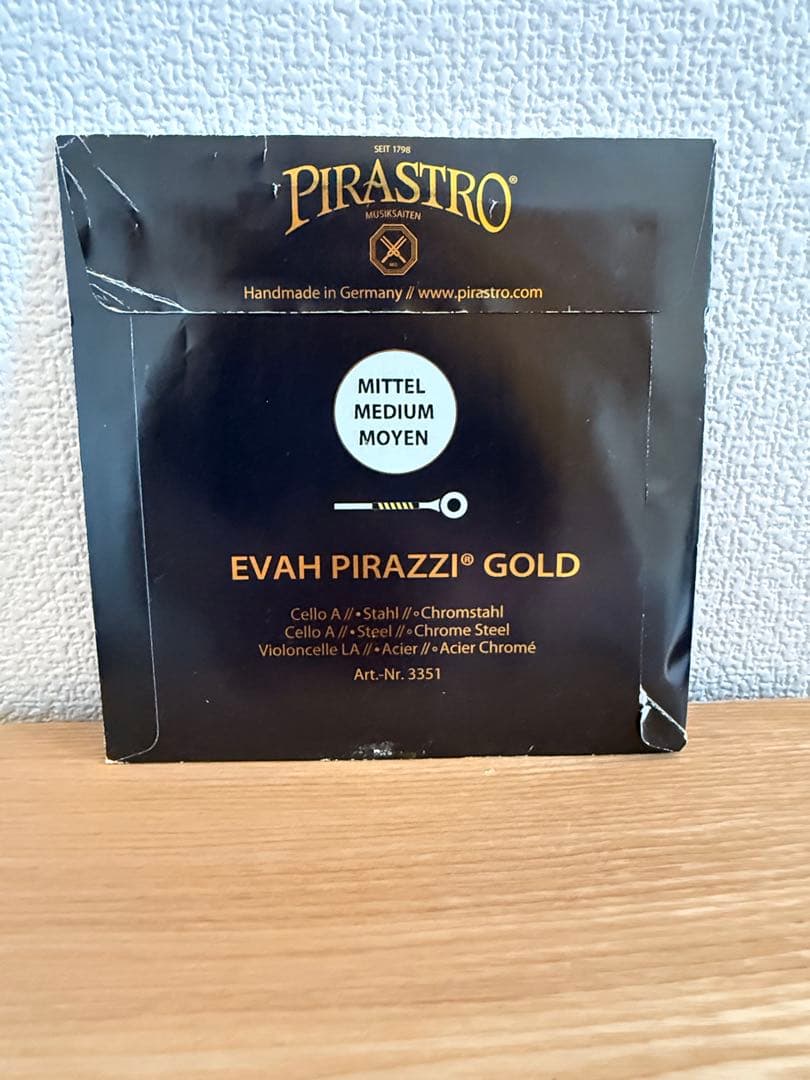 SEIT 1798
PIRASTRO®
MUSIKSAITEN
Handmade in Germany // www.pirastro.com
MITTEL
MEDIUM
MOYEN
EVAH PIRAZZI® GOLD
Cello A // • Stahl // ∘ Chromstahl
Cello A // • Steel // ∘ Chrome Steel
Violoncelle LA // • Acier // ∘ Acier Chromé
Art.-Nr. 3351